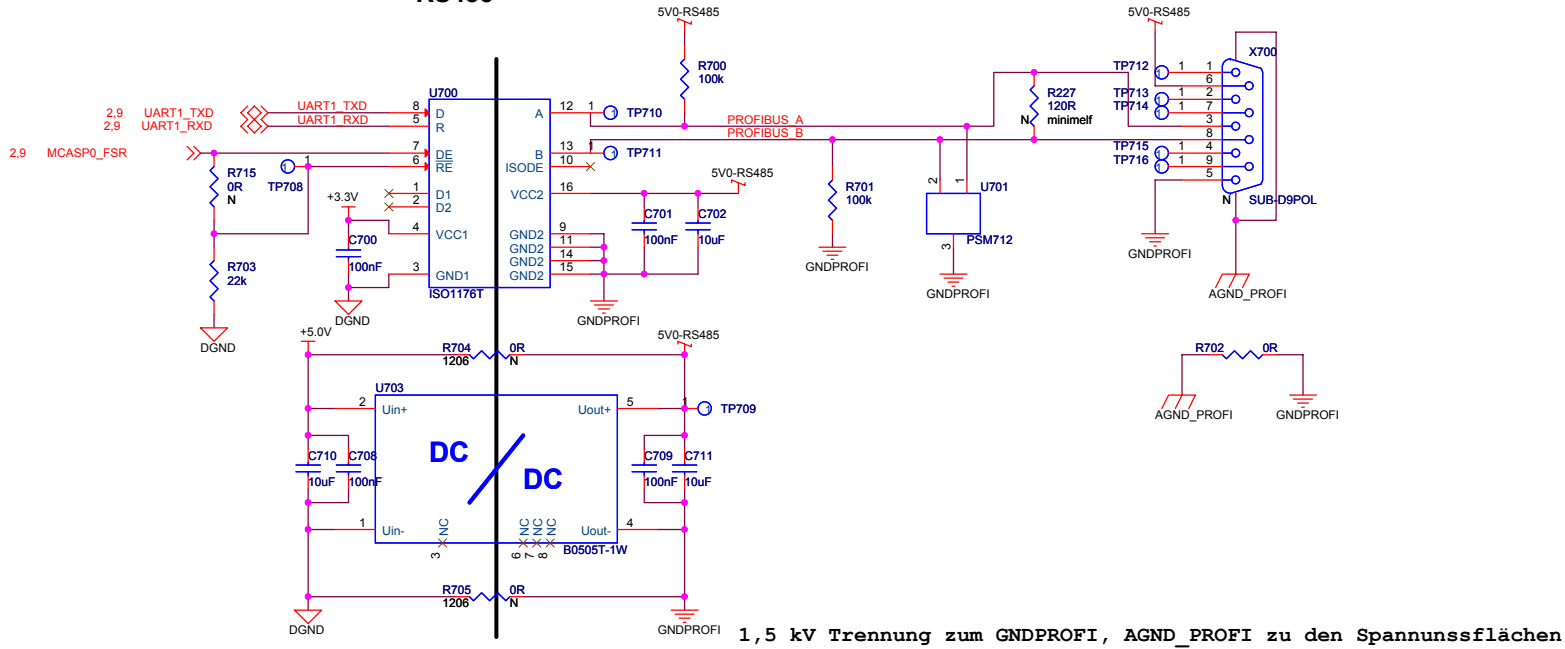 5V0-RS485
5V0-RS485
X700
R700
100k
TP712
1
1
6
TP713
1
2
TP714
1
7
3
8
TP715
1
4
TP716
1
9
5
N
SUB-D9POL
R227
120R
N
minimelf
U700
2,9 UART1_TXD
UART1_TXD
8
D
2,9 UART1_RXD
UART1_RXD
5
R
2,9 MCASP0_FSR
7
DE
6
RE
1
D1
2
D2
4
VCC1
3
GND1
ISO1176T
A
12
1
TP710
B
13
1
TP711
ISODE
10
VCC2
16
GND2
9
GND2
11
GND2
14
GND2
15
PROFIBUS_A
PROFIBUS_B
R715
0R
N
1
TP708
+3.3V
C700
100nF
R703
22k
DGND
DGND
5V0-RS485
C701
100nF
C702
10uF
GNDPROFI
R701
100k
GNDPROFI
2
1
U701
3
PSM712
GNDPROFI
GNDPROFI
AGND_PROFI
+5.0V
R704
1206
0R
N
5V0-RS485
U703
2
Uin+
Uout+
5
1
TP709
DC
DC
C710
10uF
C708
100nF
C709
100nF
C711
10uF
1
Uin-
Uout-
4
NC
3
NC
6
NC
7
NC
8
B0505T-1W
R705
1206
0R
N
DGND
GNDPROFI
R702
0R
AGND_PROFI
GNDPROFI
1,5 kV Trennung zum GNDPROFI, AGND_PROFI zu den Spannunssflächen